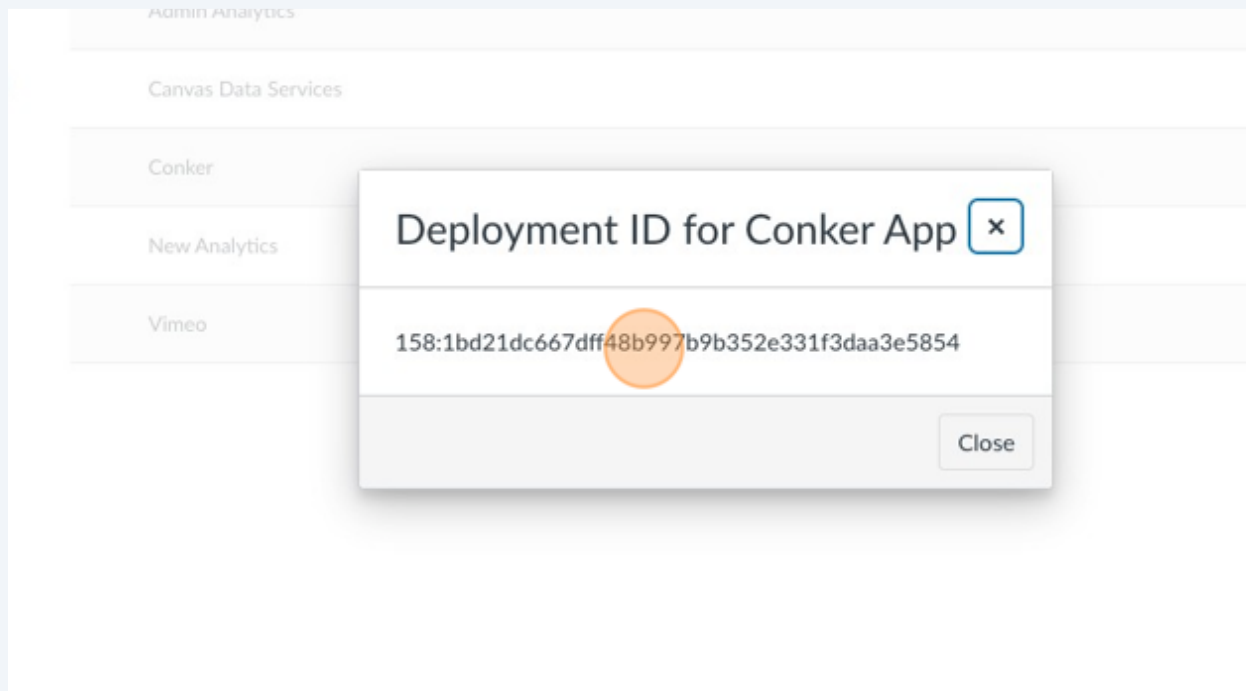 Admin Analytics
Canvas Data Services
Conker
New Analytics
Vimeo
Deployment ID for Conker App ×
158:1bd21dc667dff48b997b9b352e331f3daa3e5854
Close